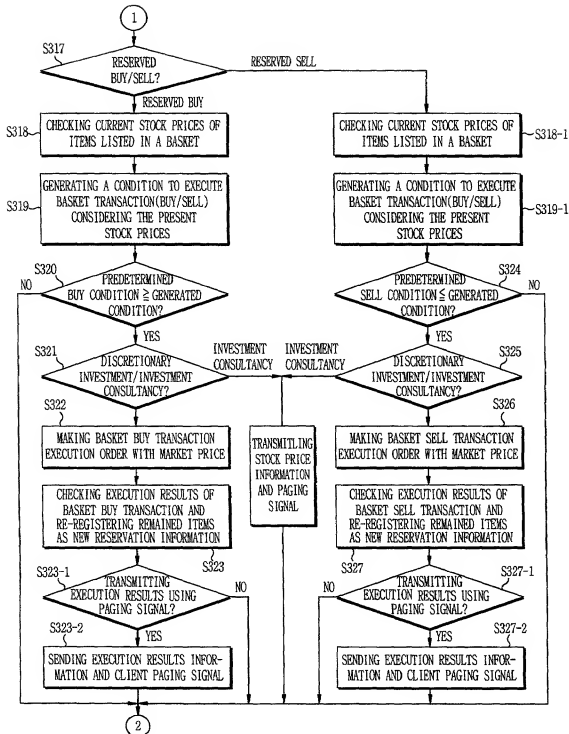 1
S317
RESERVED
BUY/SELL?
RESERVED SELL
RESERVED BUY
S318
CHECKING CURRENT STOCK PRICES OF
ITEMS LISTED IN A BASKET
CHECKING CURRENT STOCK PRICES OF
ITEMS LISTED IN A BASKET
S318-1
S319
GENERATING A CONDITION TO EXECUTE
BASKET TRANSACTION(BUY/SELL)
CONSIDERING THE PRESENT
STOCK PRICES
GENERATING A CONDITION TO EXECUTE
BASKET TRANSACTION(BUY/SELL)
CONSIDERING THE PRESENT
STOCK PRICES
S319-1
S320
NO
PREDETERMINED
BUY CONDITION ≧ GENERATED
CONDITION?
YES
S324
PREDETERMINED
SELL CONDITION ≦ GENERATED
CONDITION?
NO
YES
S321
DISCRETIONARY
INVESTMENT/INVESTMENT
CONSULTANCY?
INVESTMENT
CONSULTANCY
INVESTMENT
CONSULTANCY
S325
DISCRETIONARY
INVESTMENT/INVESTMENT
CONSULTANCY?
S322
MAKING BASKET BUY TRANSACTION
EXECUTION ORDER WITH MARKET PRICE
TRANSMITLING
STOCK PRICE
INFORMATION
AND PAGING
SIGNAL
S326
MAKING BASKET SELL TRANSACTION
EXECUTION ORDER WITH MARKET PRICE
CHECKING EXECUTION RESULTS OF
BASKET BUY TRANSACTION AND
RE-REGISTERING REMAINED ITEMS
AS NEW RESERVATION INFORMATION
S323
CHECKING EXECUTION RESULTS OF
BASKET SELL TRANSACTION AND
RE-REGISTERING REMAINED ITEMS
AS NEW RESERVATION INFORMATION
S327
S323-1
TRANSMITTING
EXECUTION RESULTS USING
PAGING SIGNAL?
NO
YES
S327-1
NO
TRANSMITTING
EXECUTION RESULTS USING
PAGING SIGNAL?
YES
S323-2
SENDING EXECUTION RESULTS INFOR-
MATION AND CLIENT PAGING SIGNAL
S327-2
SENDING EXECUTION RESULTS INFOR-
MATION AND CLIENT PAGING SIGNAL
2